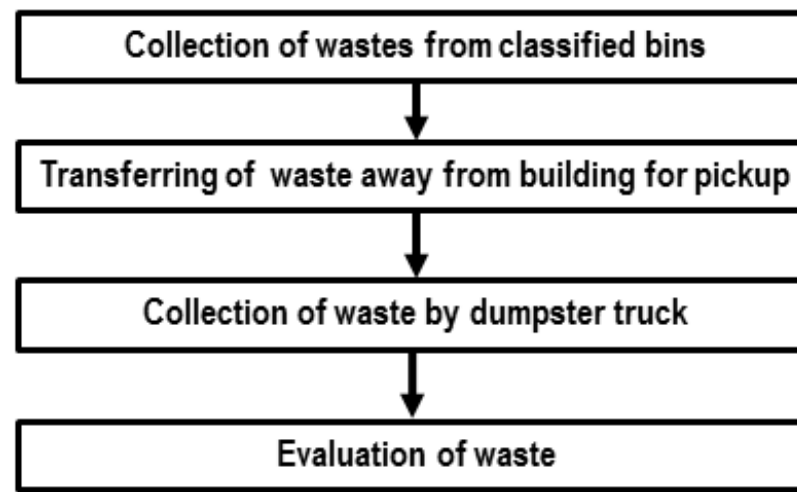 Collection of wastes from classified bins
Transferring of waste away from building for pickup
Collection of waste by dumpster truck
Evaluation of waste